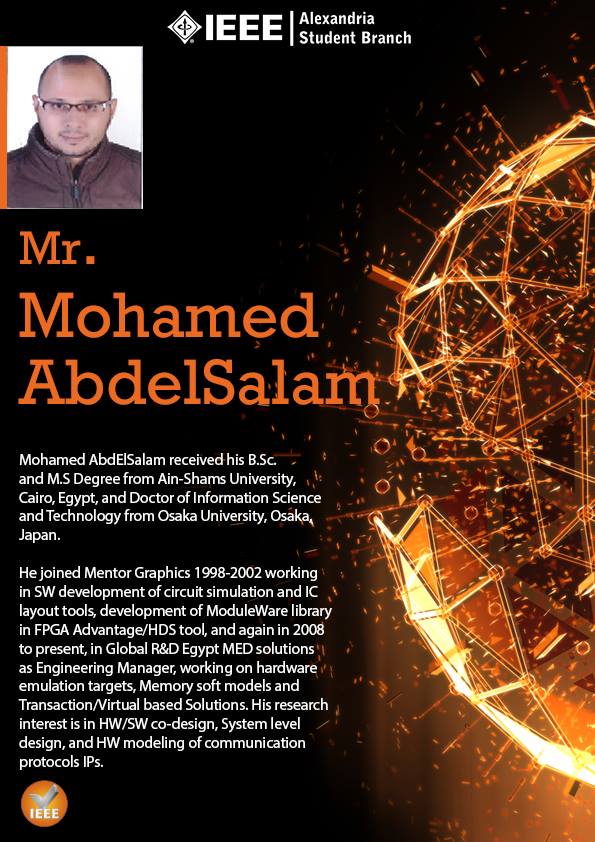 IEEE
Alexandria
Student Branch
Mr.
Mohamed
AbdelSalam
Mohamed AbdElSalam received his B.Sc.
and M.S Degree from Ain-Shams University,
Cairo, Egypt, and Doctor of Information Science
and Technology from Osaka University, Osaka,
Japan.
He joined Mentor Graphics 1998-2002 working
in SW development of circuit simulation and IC
layout tools, development of ModuleWare library
in FPGA Advantage/HDS tool, and again in 2008
to present, in Global R&D Egypt MED solutions
as Engineering Manager, working on hardware
emulation targets, Memory soft models and
Transaction/Virtual based Solutions. His research
interest is in HW/SW co-design, System level
design, and HW modeling of communication
protocols IPs.
IEEE